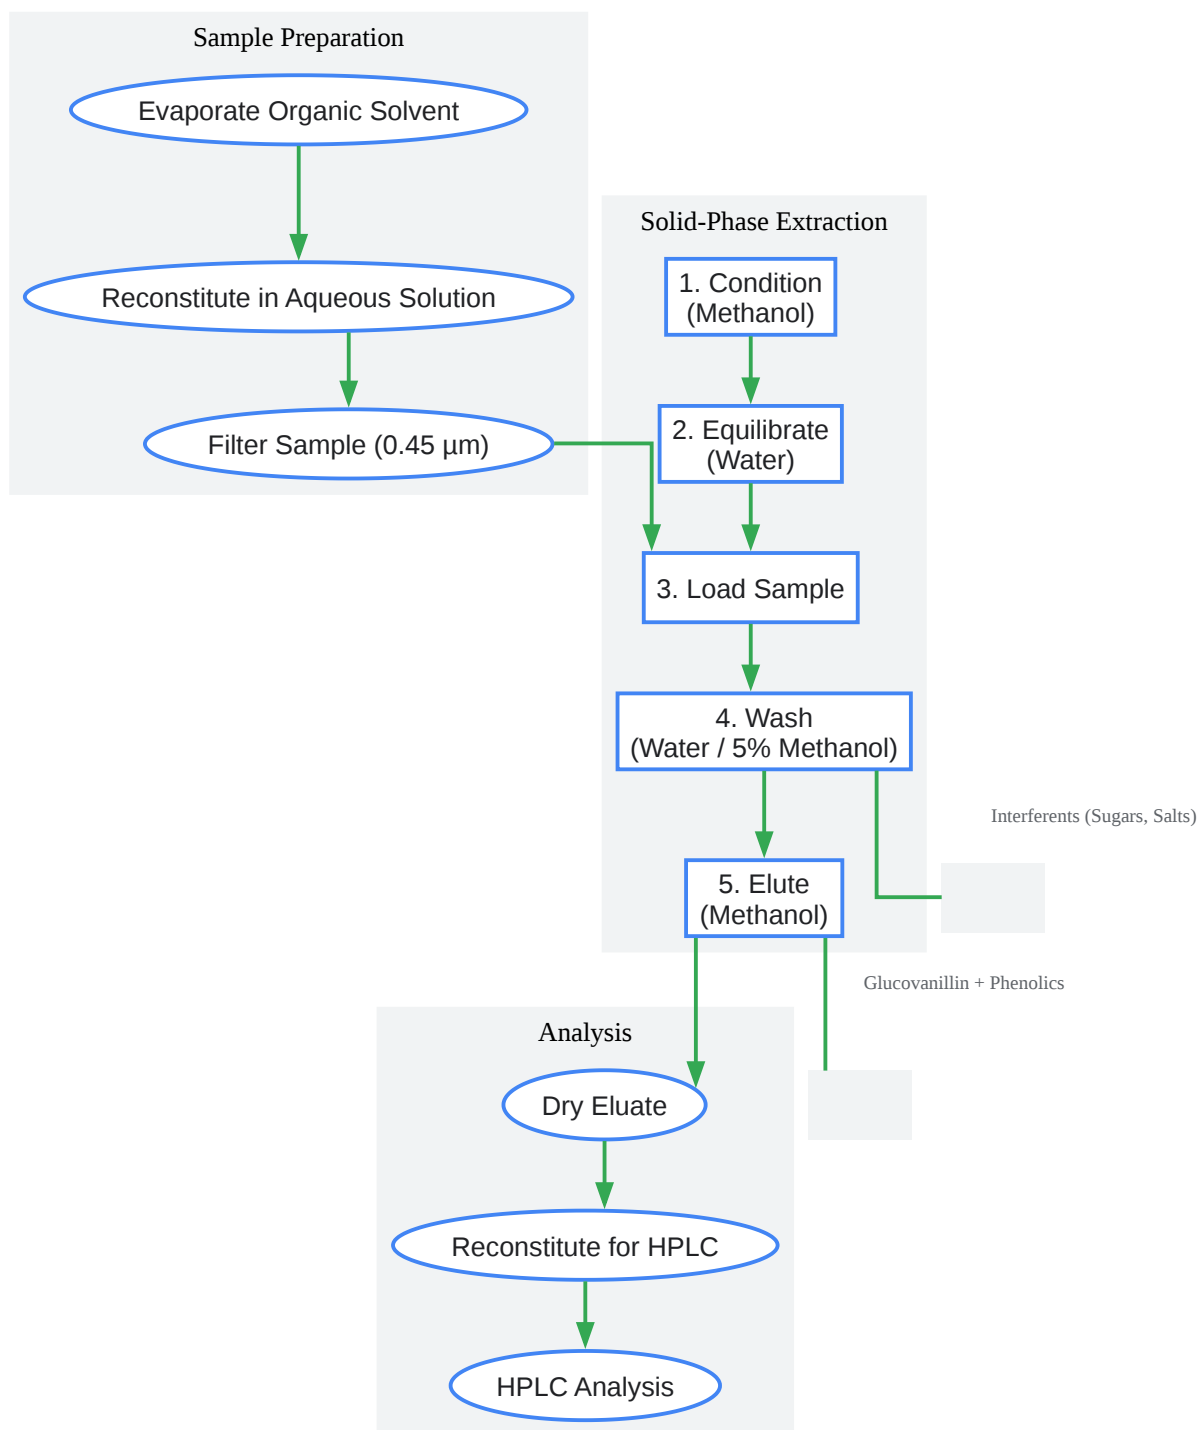 Sample Preparation
Evaporate Organic Solvent
Reconstitute in Aqueous Solution
Filter Sample (0.45 µm)
Solid-Phase Extraction
1. Condition
(Methanol)
2. Equilibrate
(Water)
3. Load Sample
4. Wash
(Water / 5% Methanol)
Interferents (Sugars, Salts)
5. Elute
(Methanol)
Glucovanillin + Phenolics
Analysis
Dry Eluate
Reconstitute for HPLC
HPLC Analysis